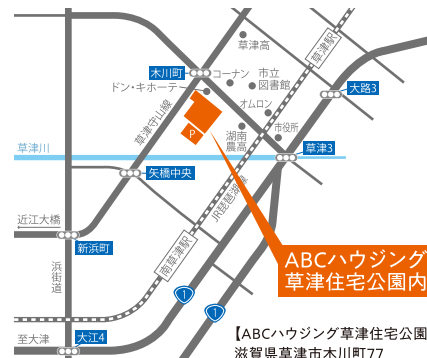 草津高
草津駅
木川町
コーナン
市立
図書館
大路3
ドン・キホーテ
オムロン
草津守山線
P
湖南
農高
市役所
草津川
草津3
矢橋中央
JR琵琶湖線
近江大橋
新浜町
南草津駅
浜街道
ABCハウジング
草津住宅公園内
1
1
至大津
大江4
【ABCハウジング草津住宅公園
滋賀県草津市木川町77